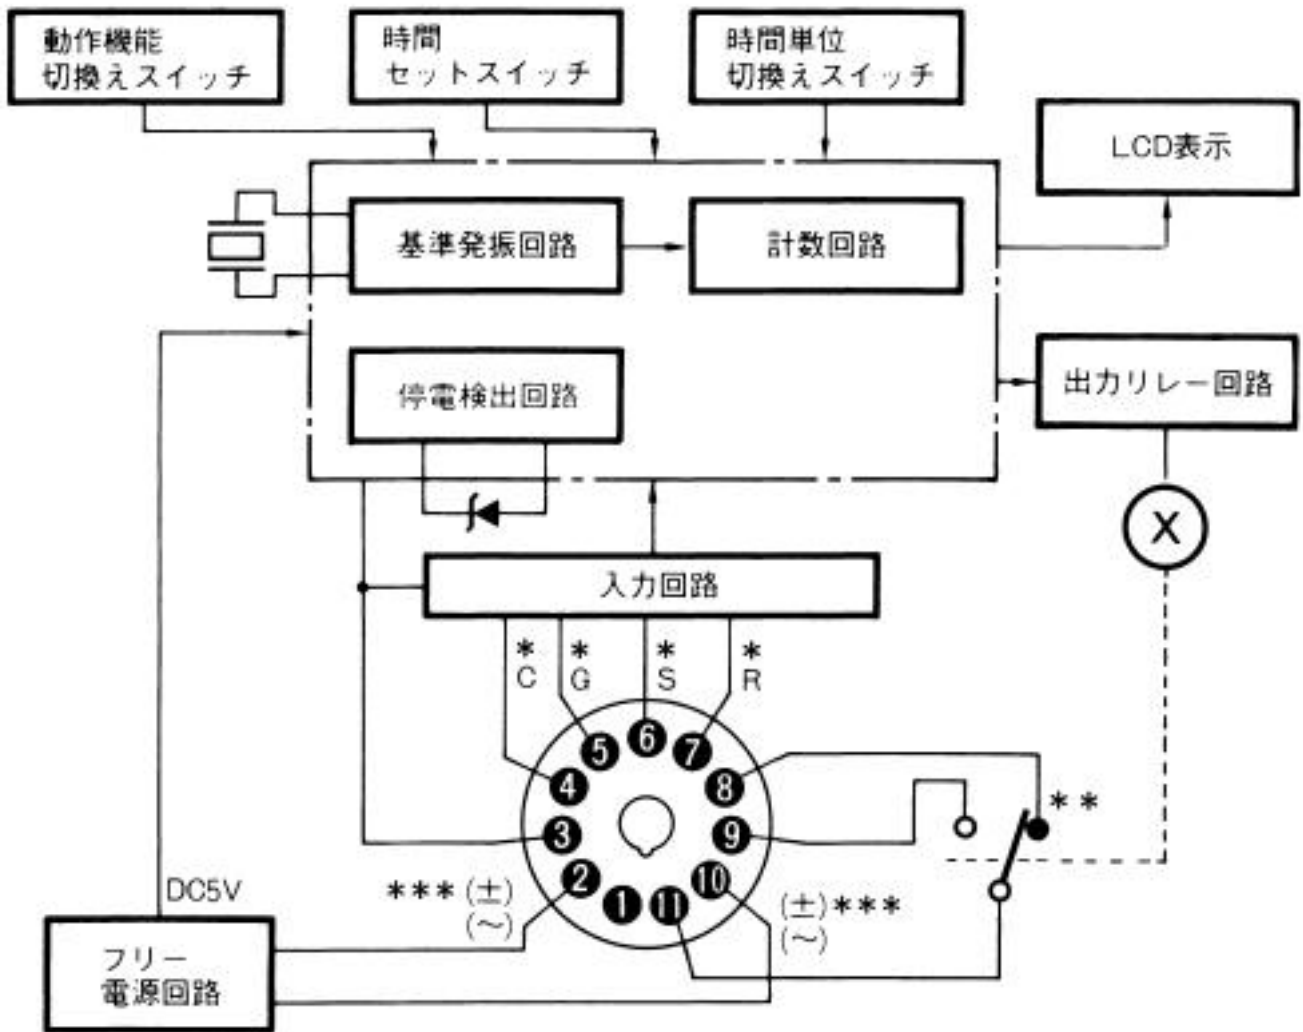 動作機能
切換えスイッチ
時間
セットスイッチ
時間単位
切換えスイッチ
LCD表示
基準発振回路
計数回路
停電検出回路
出力リレー回路
X
入力回路
*
C
*
G
*
S
*
R
1
2
3
4
5
6
7
8
9
10
11
**
DC5V
***(±)
(～)
(±)***
(～)
フリー
電源回路